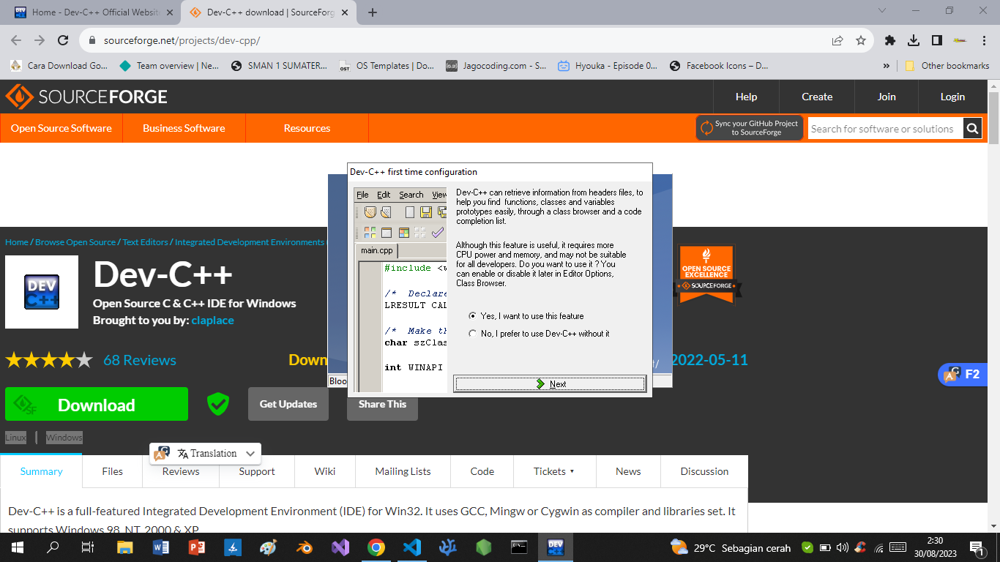 Home - Dev-C++ Official Website
Dev-C++ download | SourceForg
sourceforge.net/projects/dev-cpp/
Cara Download Go...
Team overview | Ne...
SMAN 1 SUMATER...
OS Templates | Do...
Jagocoding.com - S...
Hyouka - Episode 0...
Facebook Icons – D...
»
Other bookmarks
SOURCEFORGE
Help
Create
Join
Login
Open Source Software
Business Software
Resources
Sync your GitHub Project
to SourceForge
Search for software or solutions
Dev-C++ first time configuration
File Edit Search View
main.cpp
#include <w
/* Declare
LRESULT CAL
/* Make th
char szClas
int WINAPI
Dev-C++ can retrieve information from headers files, to
help you find functions, classes and variables
prototypes easily, through a class browser and a code
completion list.
Although this feature is useful, it requires more
CPU power and memory, and may not be suitable
for all developers. Do you want to use it ? You
can enable or disable it later in Editor Options,
Class Browser.
Yes, I want to use this feature
No, I prefer to use Dev-C++ without it
Next
Bloo
Home / Browse Open Source / Text Editors / Integrated Development Environments
DEV
C++
Dev-C++
Open Source C & C++ IDE for Windows
Brought to you by: claplace
OPEN SOURCE
EXCELLENCE
SOURCEFORGE
68 Reviews
Down
2022-05-11
F2
SF
Download
Get Updates
Share This
Linux | Windows
Translation
Summary
Files
Reviews
Support
Wiki
Mailing Lists
Code
Tickets
News
Discussion
Dev-C++ is a full-featured Integrated Development Environment (IDE) for Win32. It uses GCC, Mingw or Cygwin as compiler and libraries set. It
supports Windows 98, NT, 2000 & XP.
29°C Sebagian cerah
2:30
30/08/2023
1